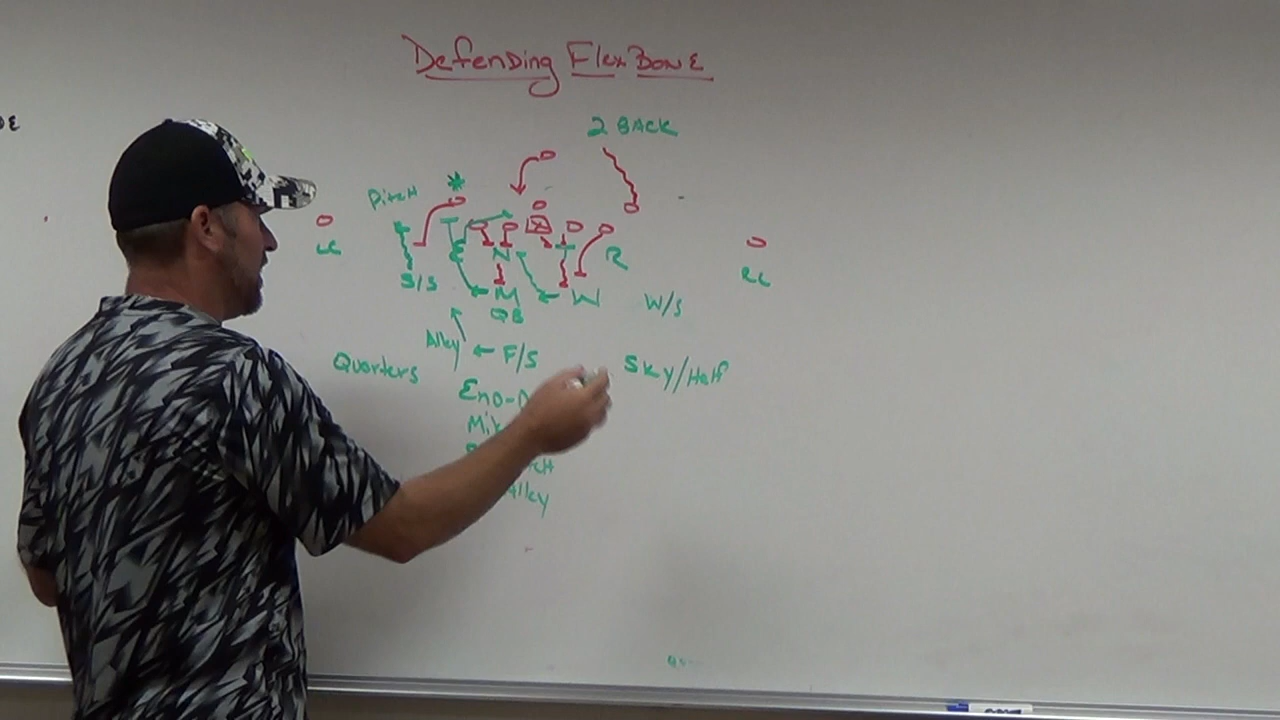 Defending FlexBone
2 BACK
Pitch
T
LC
E
N
T
R
RC
S/S
M
W
W/S
QB
Alley
F/S
Quarters
Sky/Half
Alley